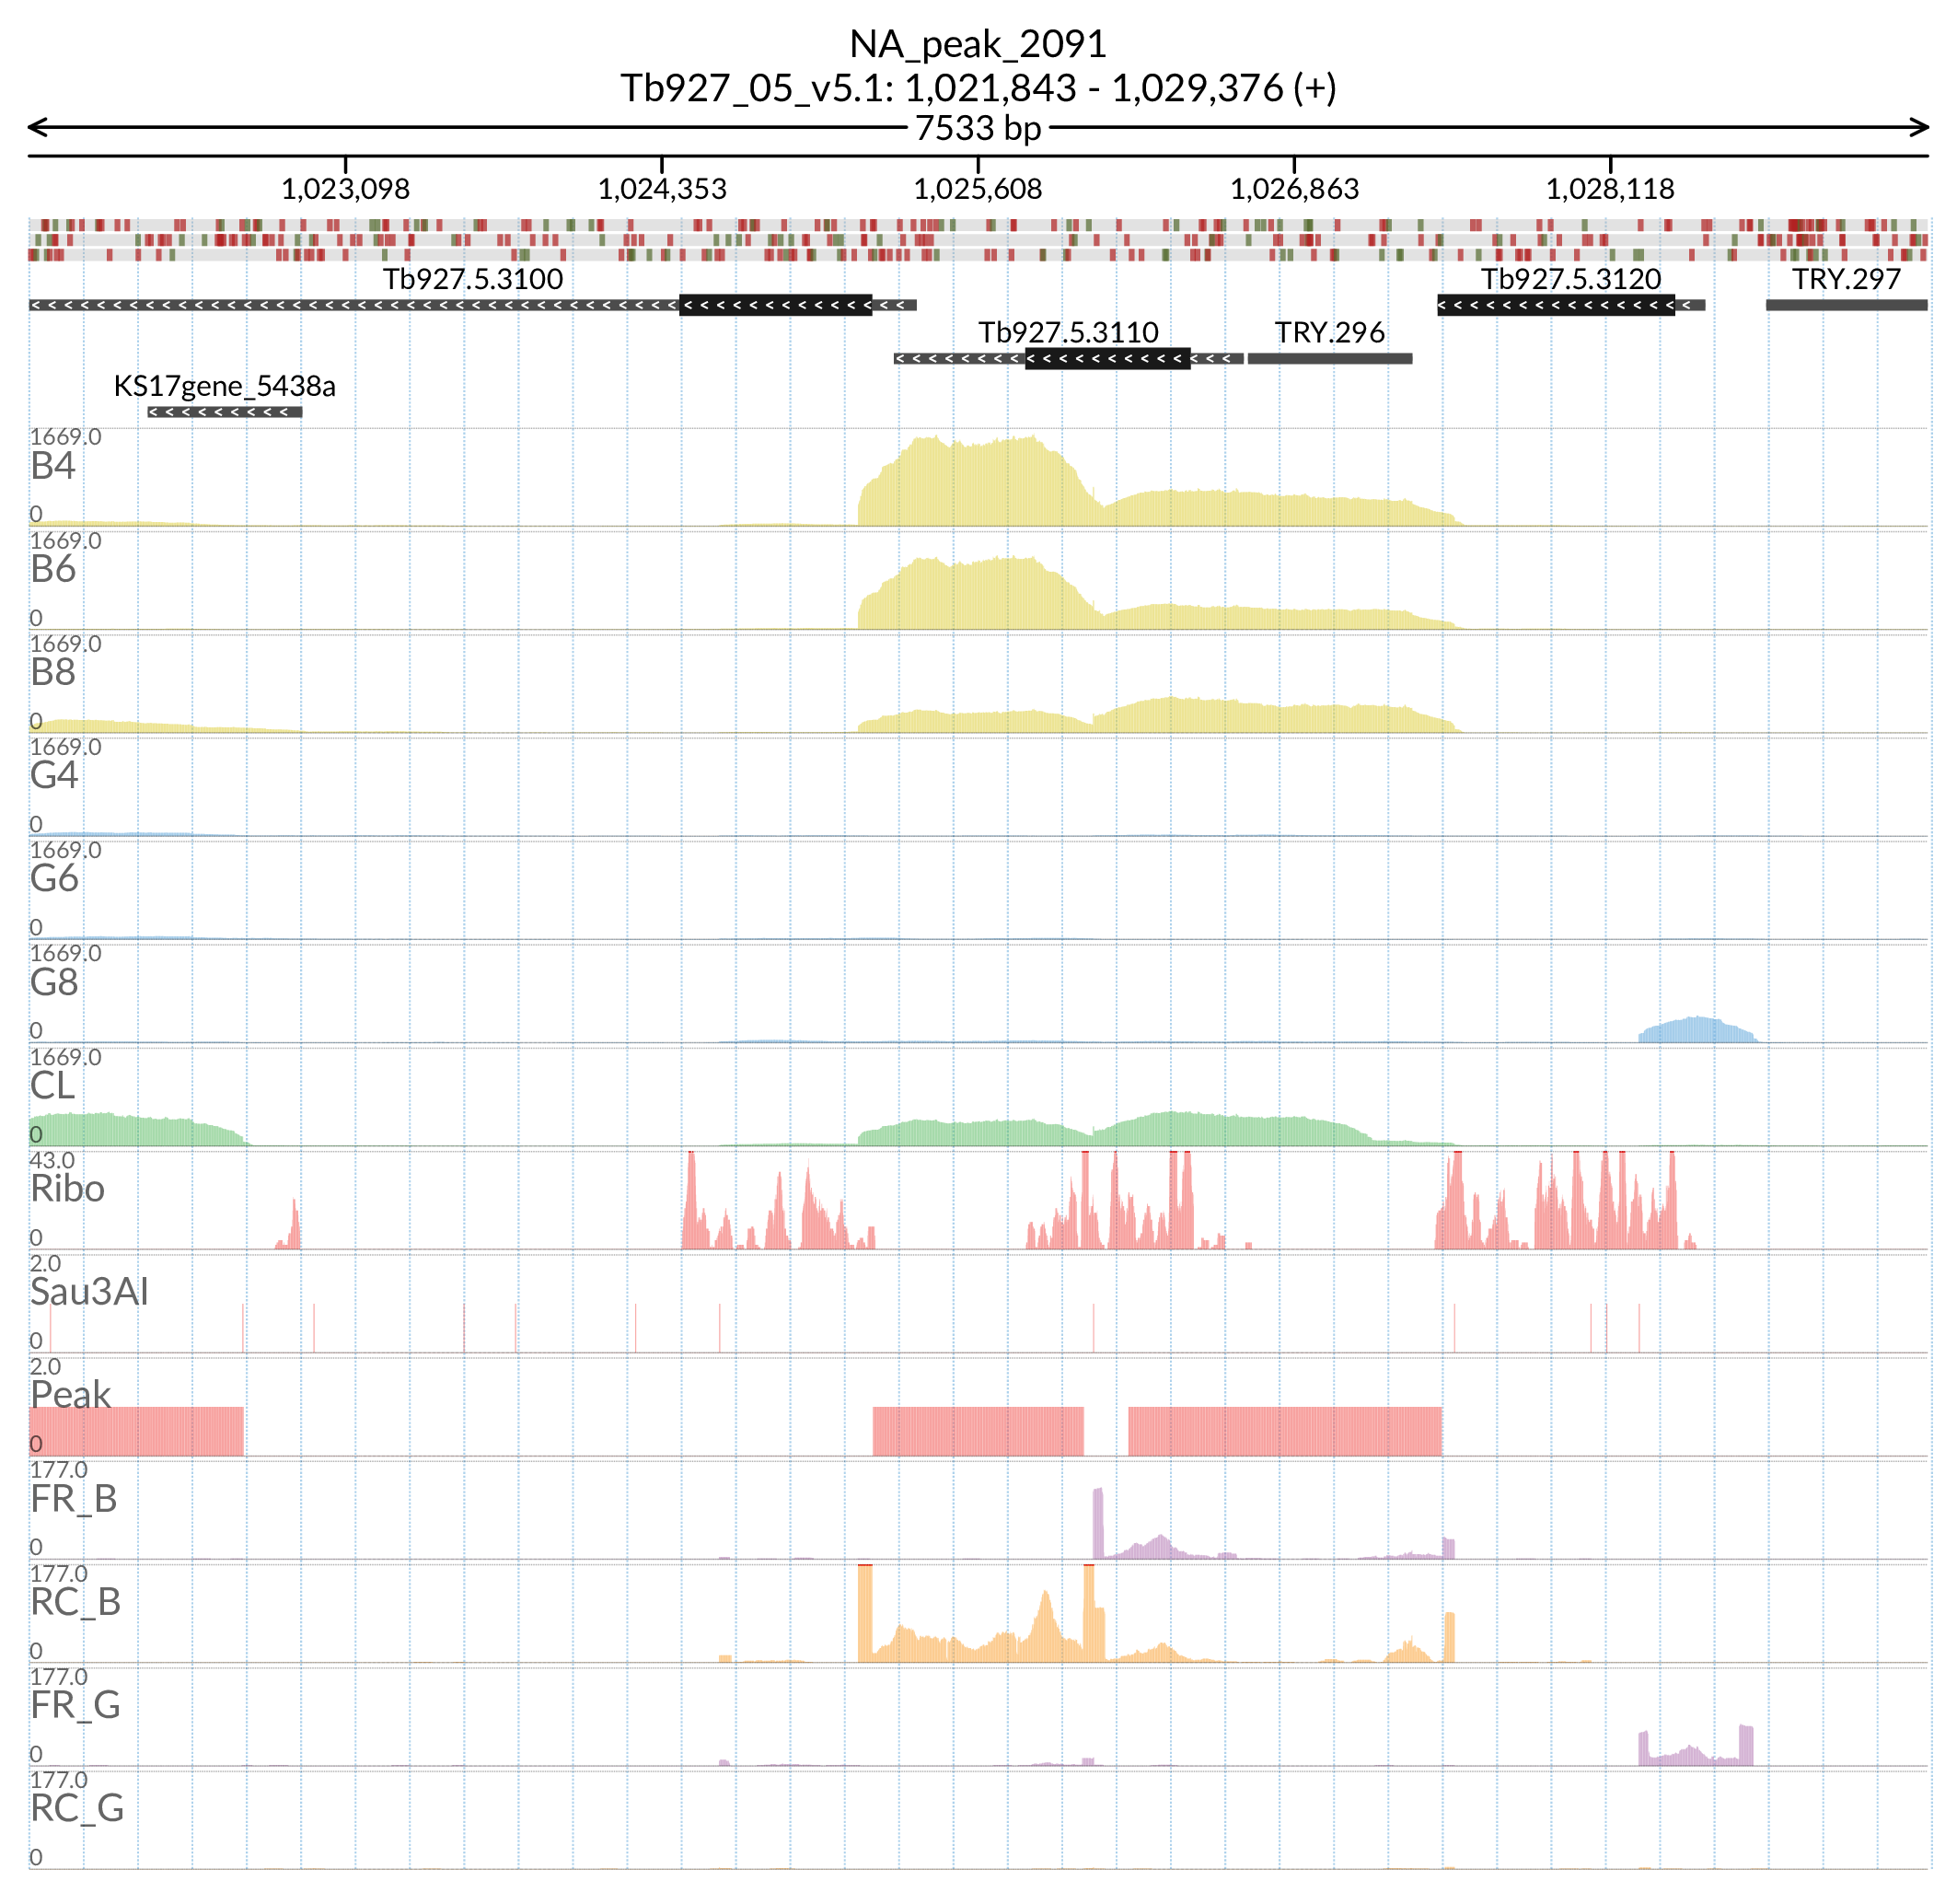 NA_peak_2091
Tb927_05_v5.1: 1,021,843 - 1,029,376 (+)
7533 bp
1,023,098 1,024,353 1,025,608 1,026,863 1,028,118
Tb927.5.3100 Tb927.5.3120 TRY.297
Tb927.5.3110 TRY.296
KS17gene_5438a
1669.0
B4
0
1669.0
B6
0
1669.0
B8
0
1669.0
G4
0
1669.0
G6
0
1669.0
G8
0
1669.0
CL
0
43.0
Ribo
0
2.0
Sau3AI
0
2.0
Peak
0
177.0
FR_B
0
177.0
RC_B
0
177.0
FR_G
0
177.0
RC_G
0